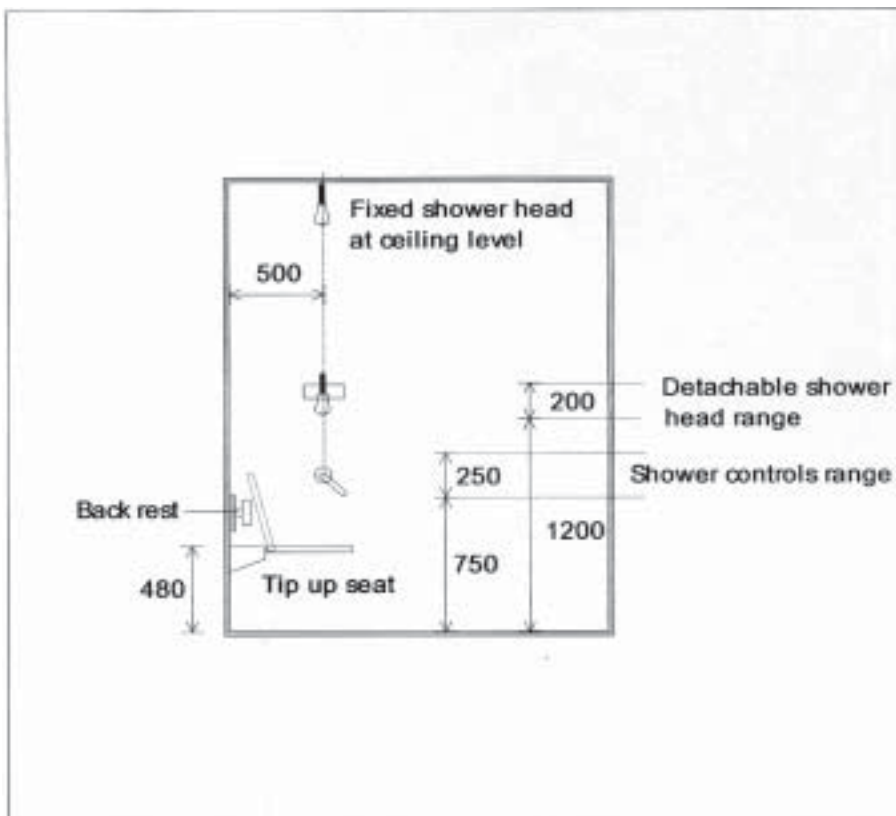 Fixed shower head
at ceiling level
500
200
Detachable shower
head range
250
Shower controls range
Back rest
1200
750
480
Tip up seat